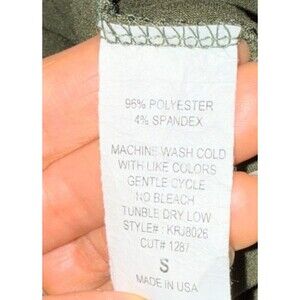 96% POLYESTER
4% SPANDEX
MACHINE WASH COLD
WITH LIKE COLORS
GENTLE CYCLE
NO BLEACH
TUNBLE DRY LOW
STYLE#: KRJ8026
CUT# 1287
S
MADE IN USA